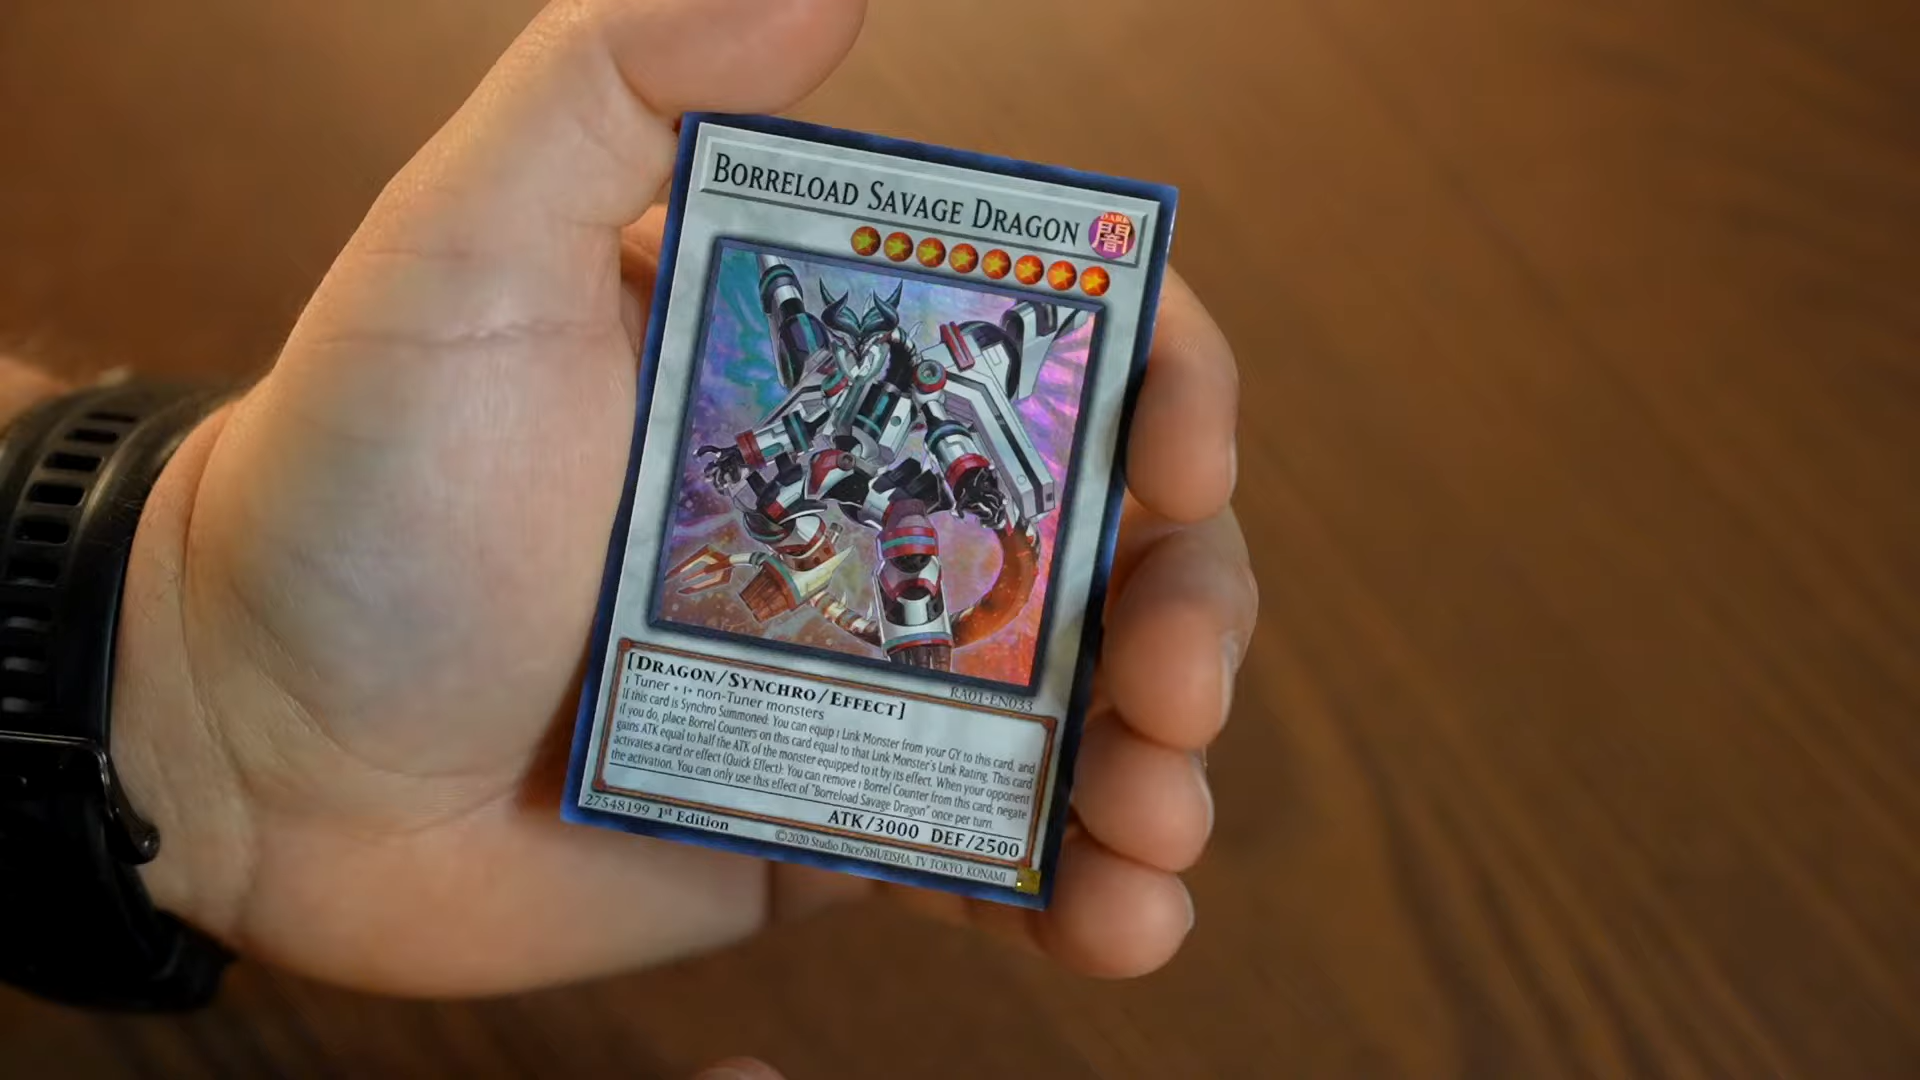 BORRELOAD SAVAGE DRAGON
DARK
闇
RA01-EN033
[DRAGON/SYNCHRO/EFFECT]
1 Tuner + 1+ non-Tuner monsters
If this card is Synchro Summoned: You can equip 1 Link Monster from your GY to this card, and
if you do, place Borrel Counters on this card equal to that Link Monster's Link Rating. This card
gains ATK equal to half the ATK of the monster equipped to it by its effect. When your opponent
activates a card or effect (Quick Effect): You can remove 1 Borrel Counter from this card; negate
the activation. You can only use this effect of "Borreload Savage Dragon" once per turn.
ATK/3000 DEF/2500
27548199 1st Edition
©2020 Studio Dice/SHUEISHA, TV TOKYO, KONAMI